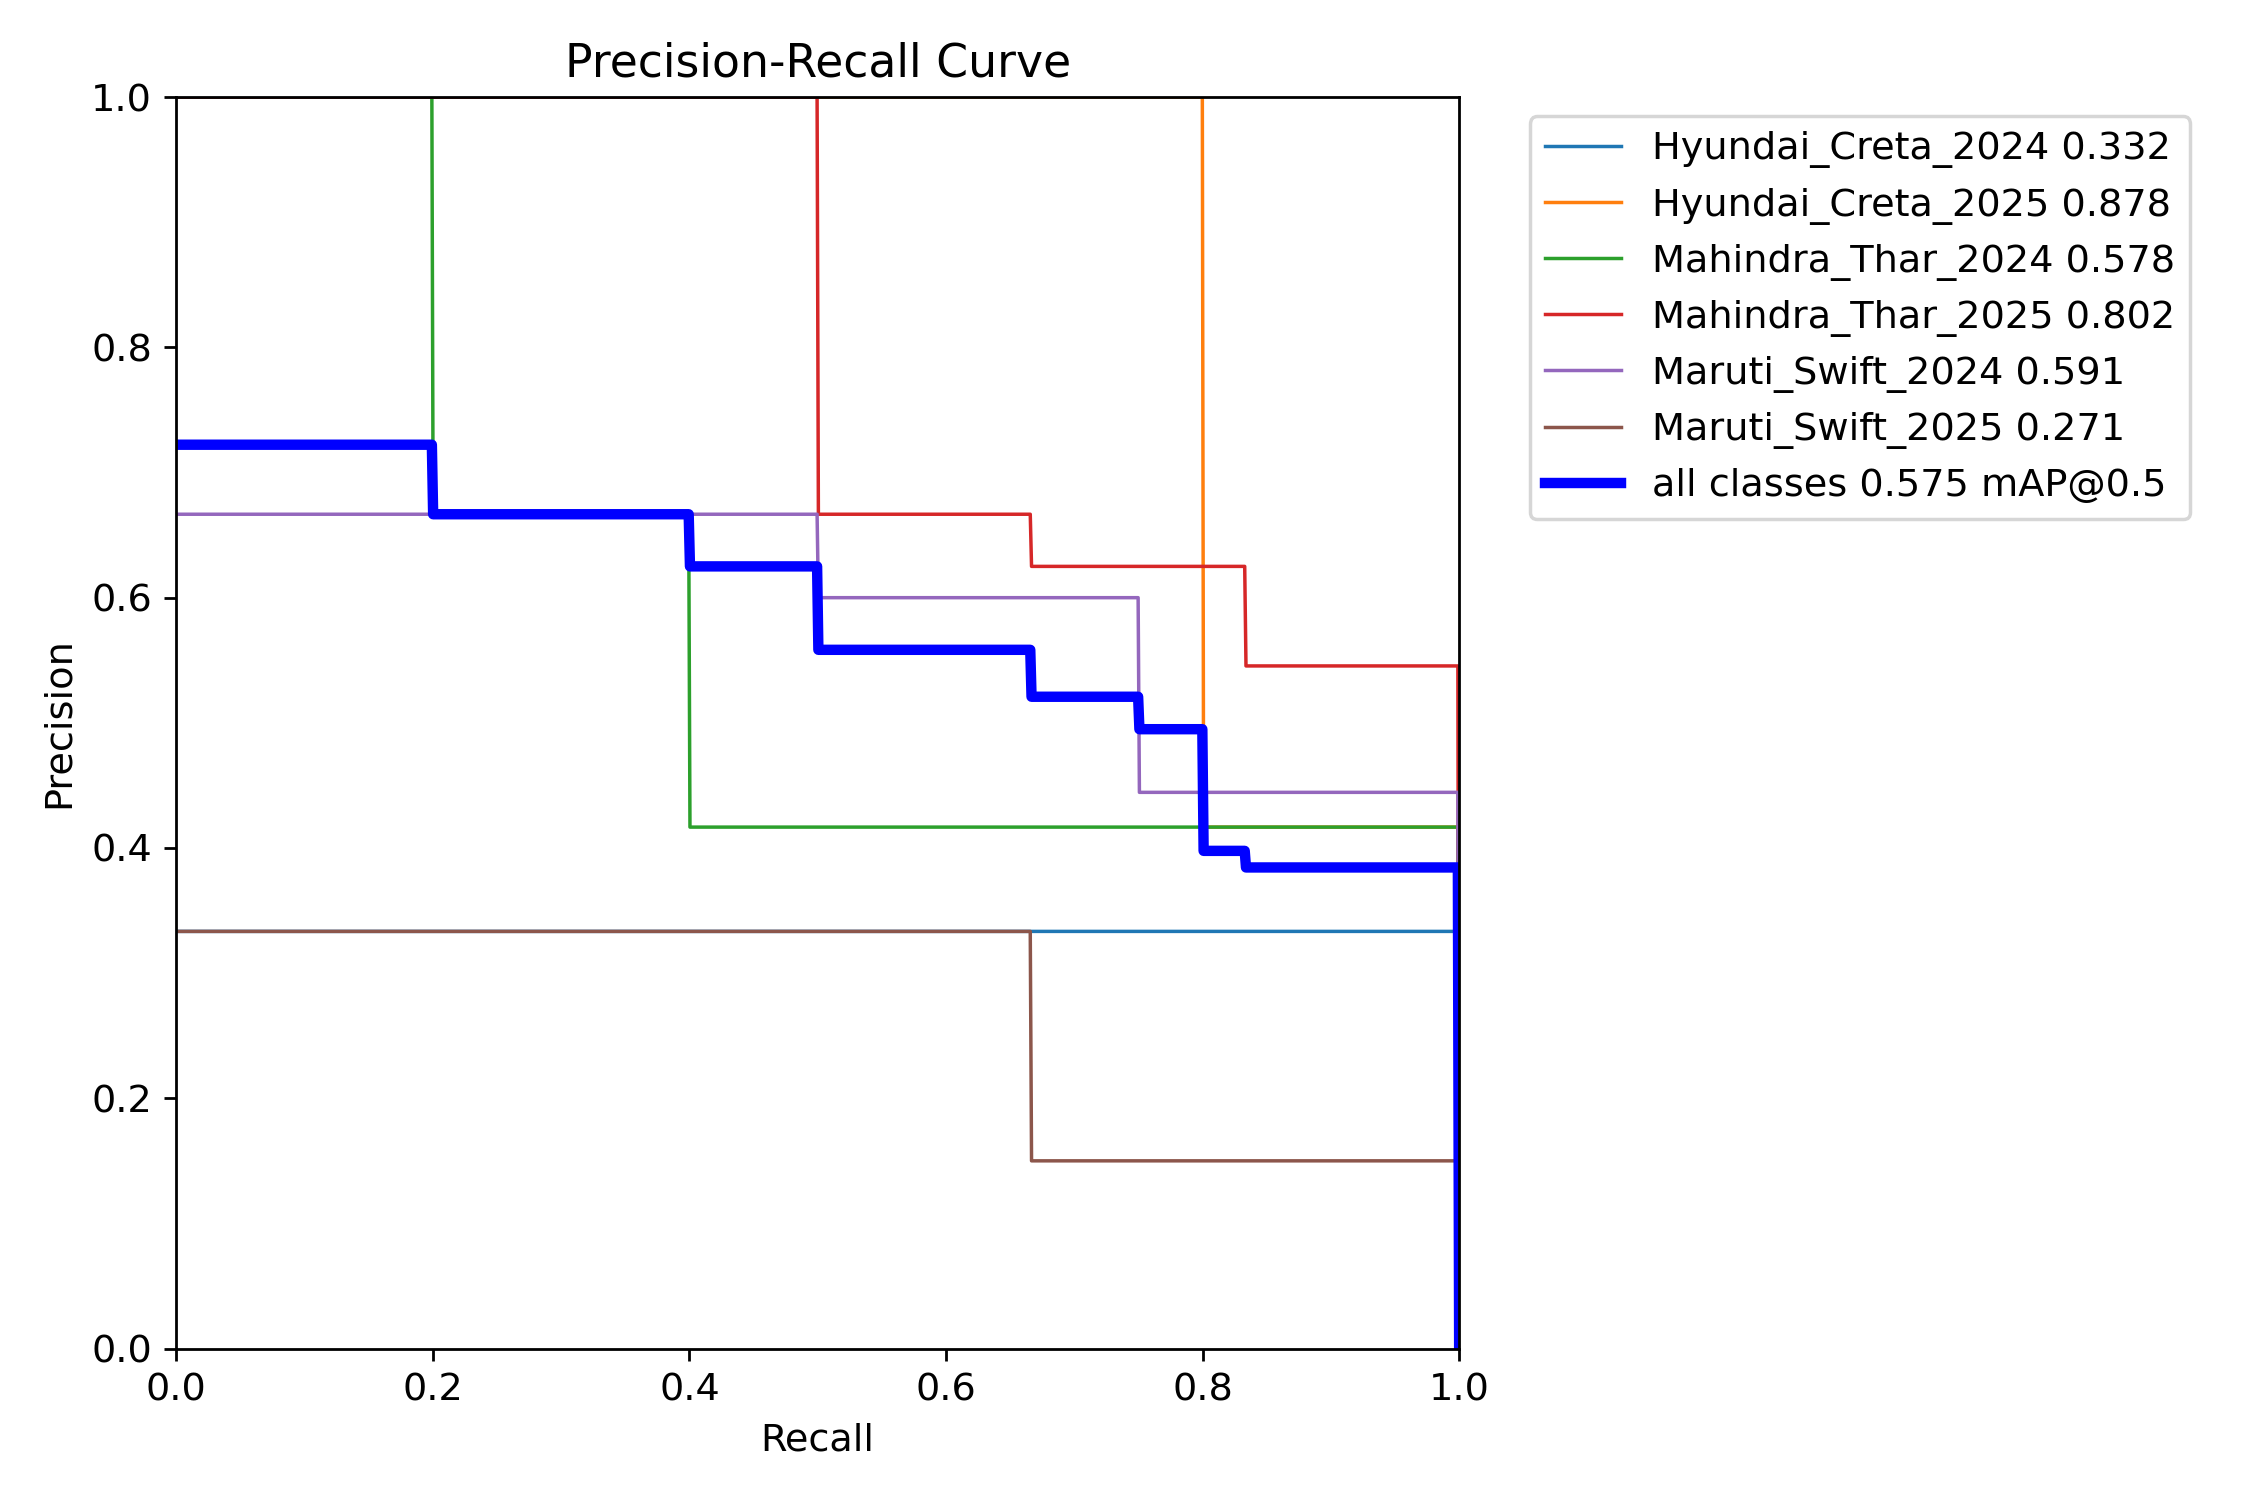 Precision-Recall Curve
1.0
0.8
0.6
0.4
0.2
0.0
Precision
0.0 0.2 0.4 0.6 0.8 1.0
Recall
Hyundai_Creta_2024 0.332
Hyundai_Creta_2025 0.878
Mahindra_Thar_2024 0.578
Mahindra_Thar_2025 0.802
Maruti_Swift_2024 0.591
Maruti_Swift_2025 0.271
all classes 0.575 mAP@0.5